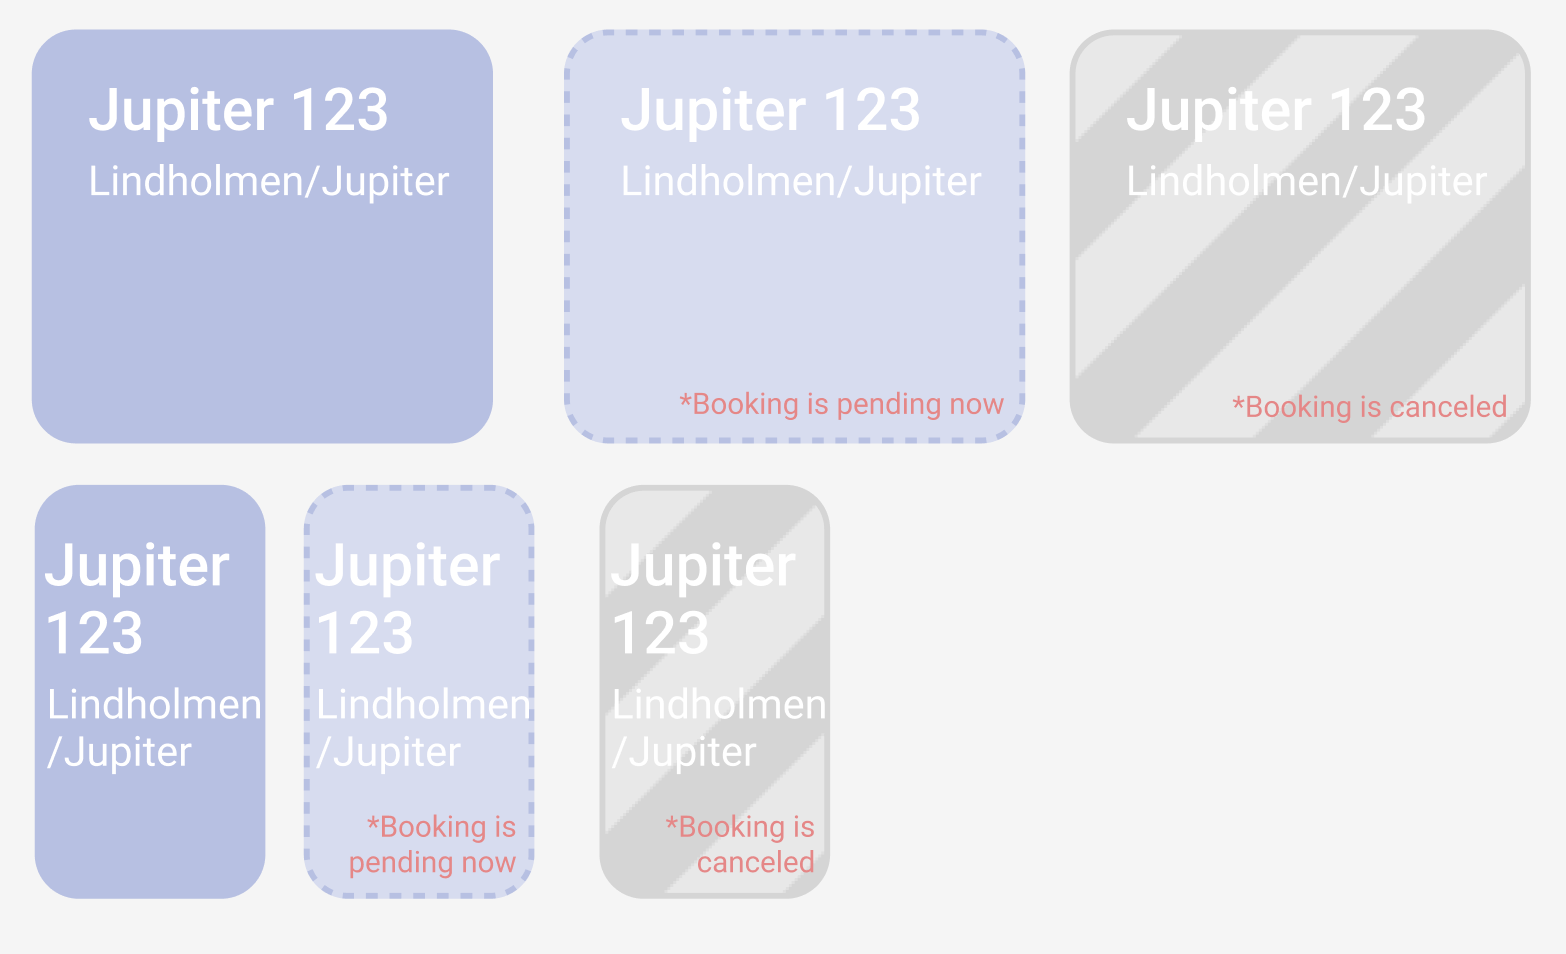 Jupiter 123
Lindholmen/Jupiter
Jupiter 123
Lindholmen/Jupiter
*Booking is pending now
Jupiter 123
Lindholmen/Jupiter
*Booking is canceled
Jupiter
123
Lindholmen
/Jupiter
Jupiter
123
Lindholmen
/Jupiter
*Booking is
pending now
Jupiter
123
Lindholmen
/Jupiter
*Booking is
canceled